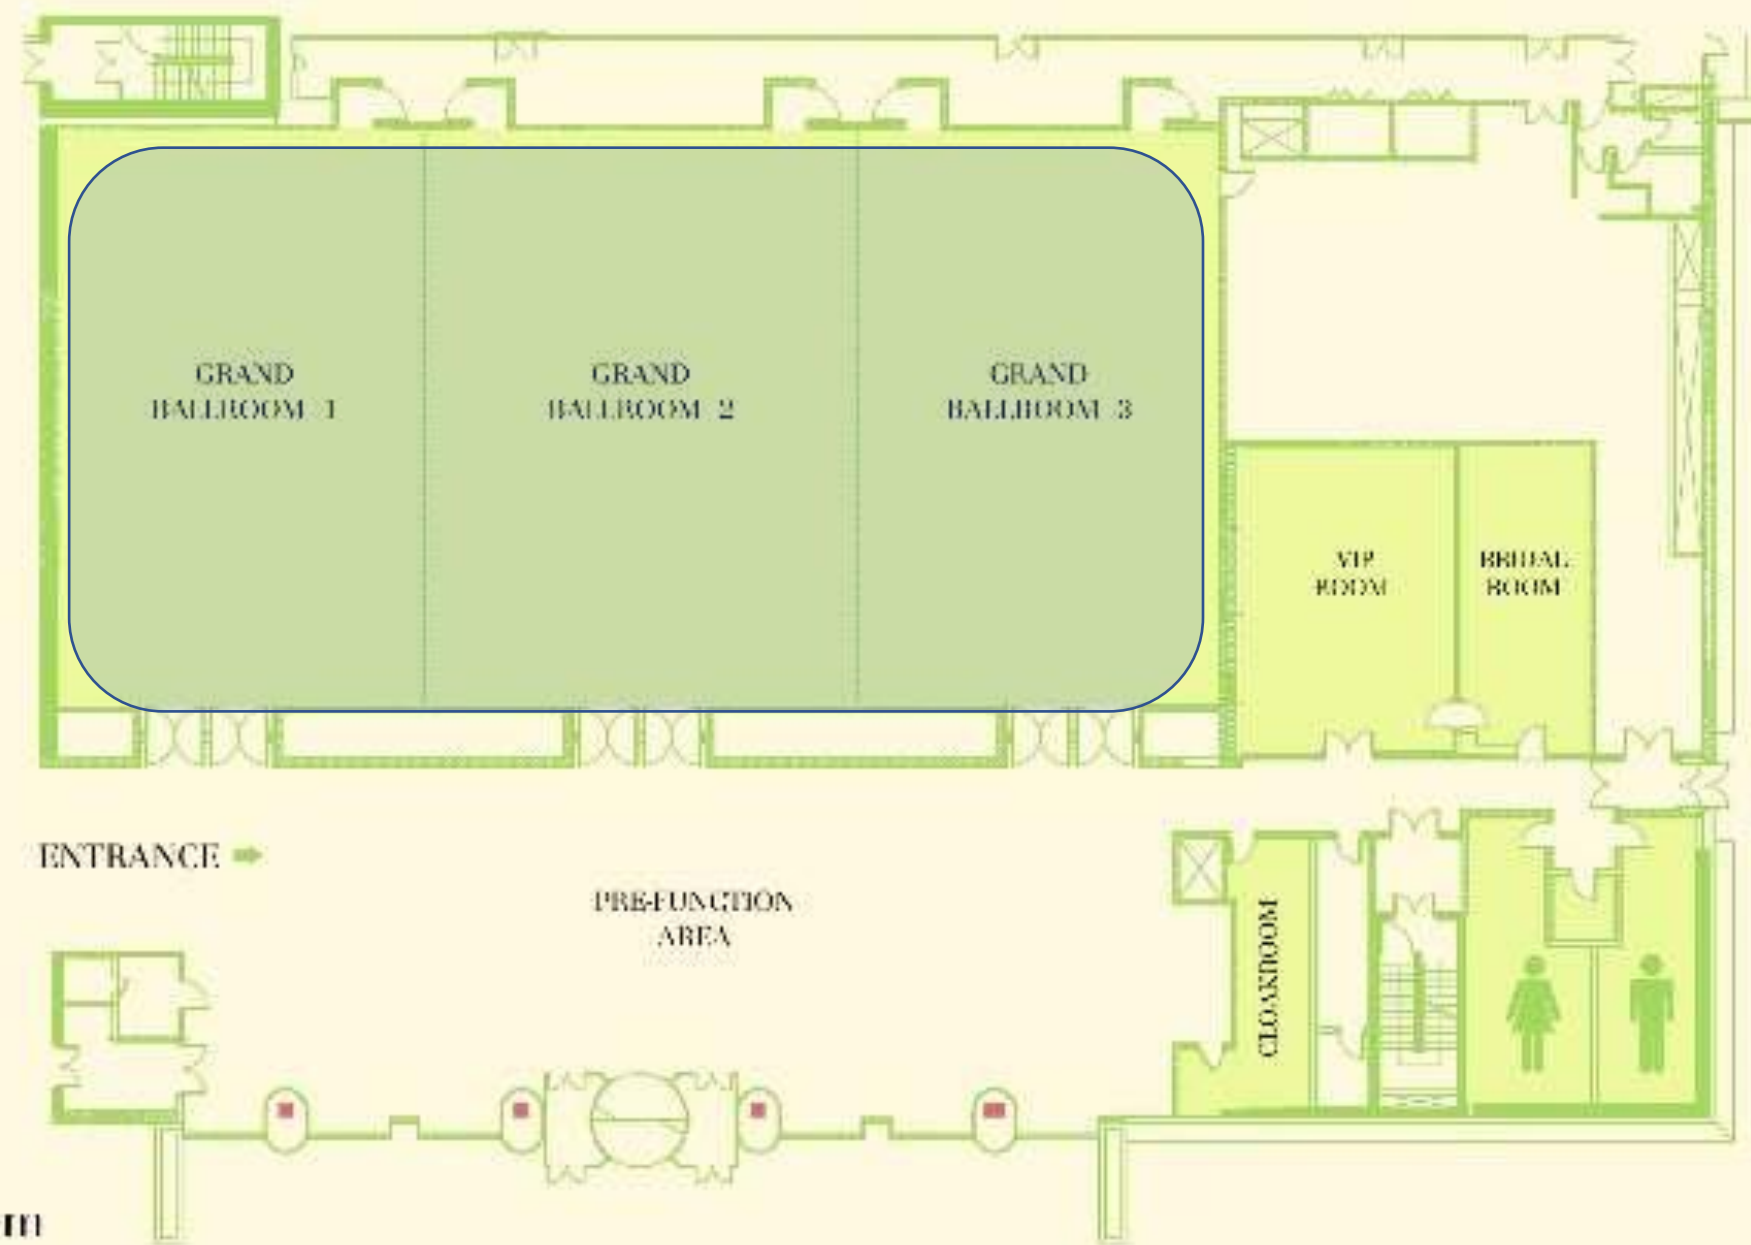 GRAND
BALLROOM 1
GRAND
BALLROOM 2
GRAND
BALLROOM 3
VIP
ROOM
BRIDAL
ROOM
ENTRANCE
PRE-FUNCTION
AREA
CLOAKROOM